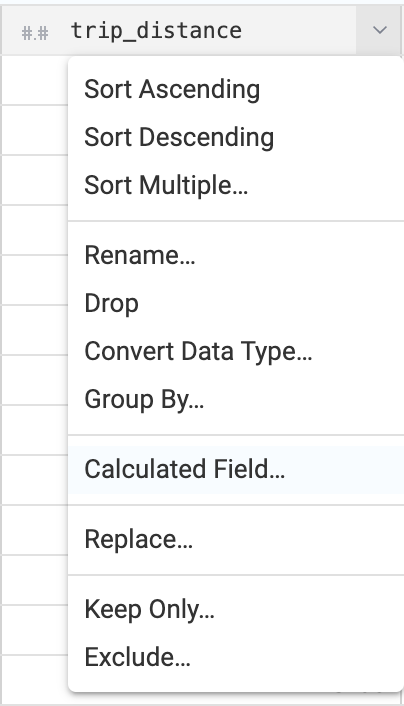 #.# trip_distance
Sort Ascending
Sort Descending
Sort Multiple…
Rename…
Drop
Convert Data Type…
Group By…
Calculated Field…
Replace…
Keep Only…
Exclude…